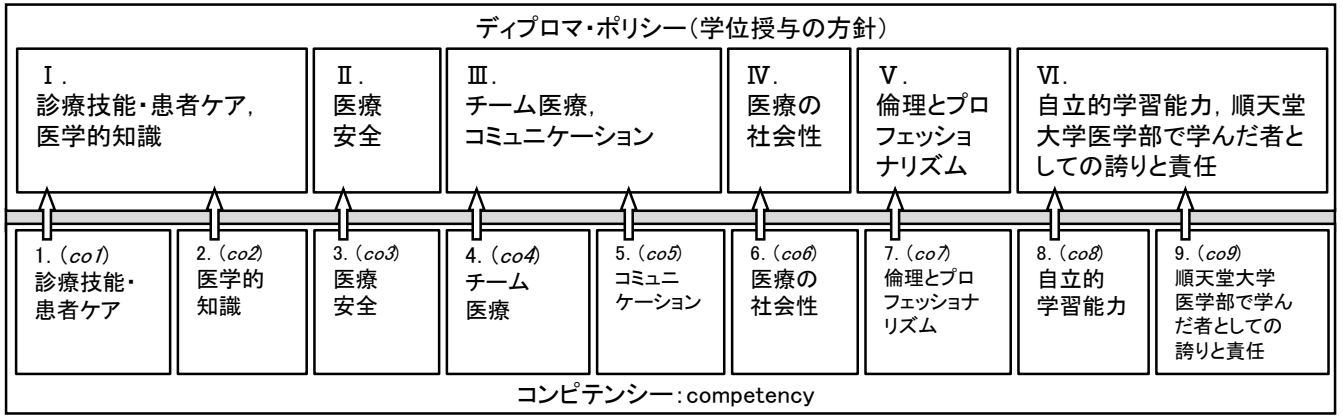 ディプロマ・ポリシー(学位授与の方針)
Ⅰ.
診療技能・患者ケア,
医学的知識
Ⅱ.
医療
安全
Ⅲ.
チーム医療,
コミュニケーション
Ⅳ.
医療の
社会性
Ⅴ.
倫理とプロ
フェッショ
ナリズム
Ⅵ.
自立的学習能力, 順天堂
大学医学部で学んだ者と
しての誇りと責任
1. (co1)
診療技能・
患者ケア
2. (co2)
医学的
知識
3. (co3)
医療
安全
4. (co4)
チーム
医療
5. (co5)
コミュニ
ケーション
6. (co6)
医療の
社会性
7. (co7)
倫理とプロ
フェッショナ
リズム
8. (co8)
自立的
学習能力
9. (co9)
順天堂大学
医学部で学ん
だ者としての
誇りと責任
コンピテンシー:competency